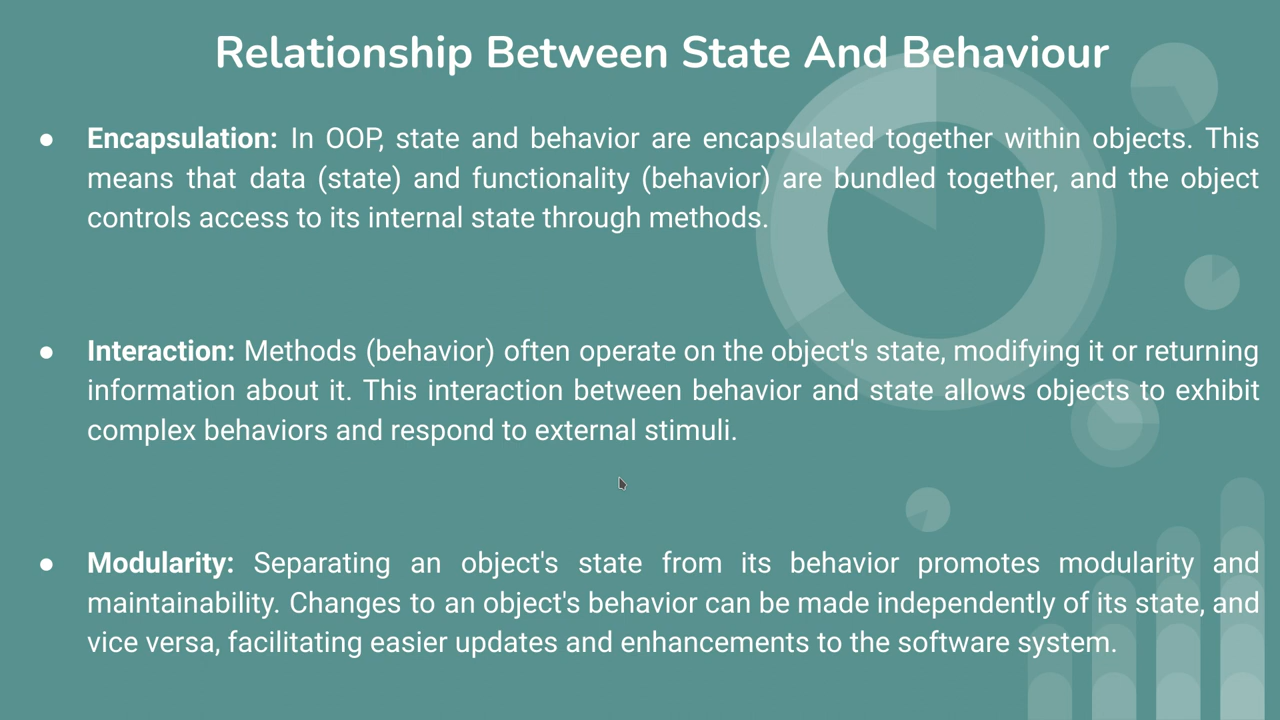 Relationship Between State And Behaviour
● Encapsulation: In OOP, state and behavior are encapsulated together within objects. This
means that data (state) and functionality (behavior) are bundled together, and the object
controls access to its internal state through methods.
● Interaction: Methods (behavior) often operate on the object's state, modifying it or returning
information about it. This interaction between behavior and state allows objects to exhibit
complex behaviors and respond to external stimuli.
● Modularity: Separating an object's state from its behavior promotes modularity and
maintainability. Changes to an object's behavior can be made independently of its state, and
vice versa, facilitating easier updates and enhancements to the software system.